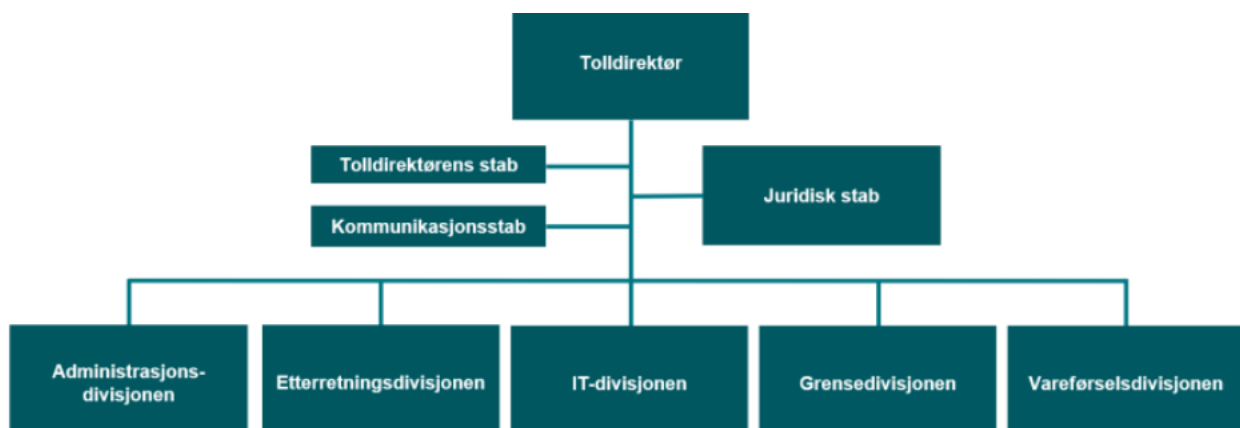 Tolldirektør
Tolldirektørens stab
Juridisk stab
Kommunikasjonsstab
Administrasjons-
divisjonen
Etterretningsdivisjonen
IT-divisjonen
Grensedivisjonen
Vareførselsdivisjonen